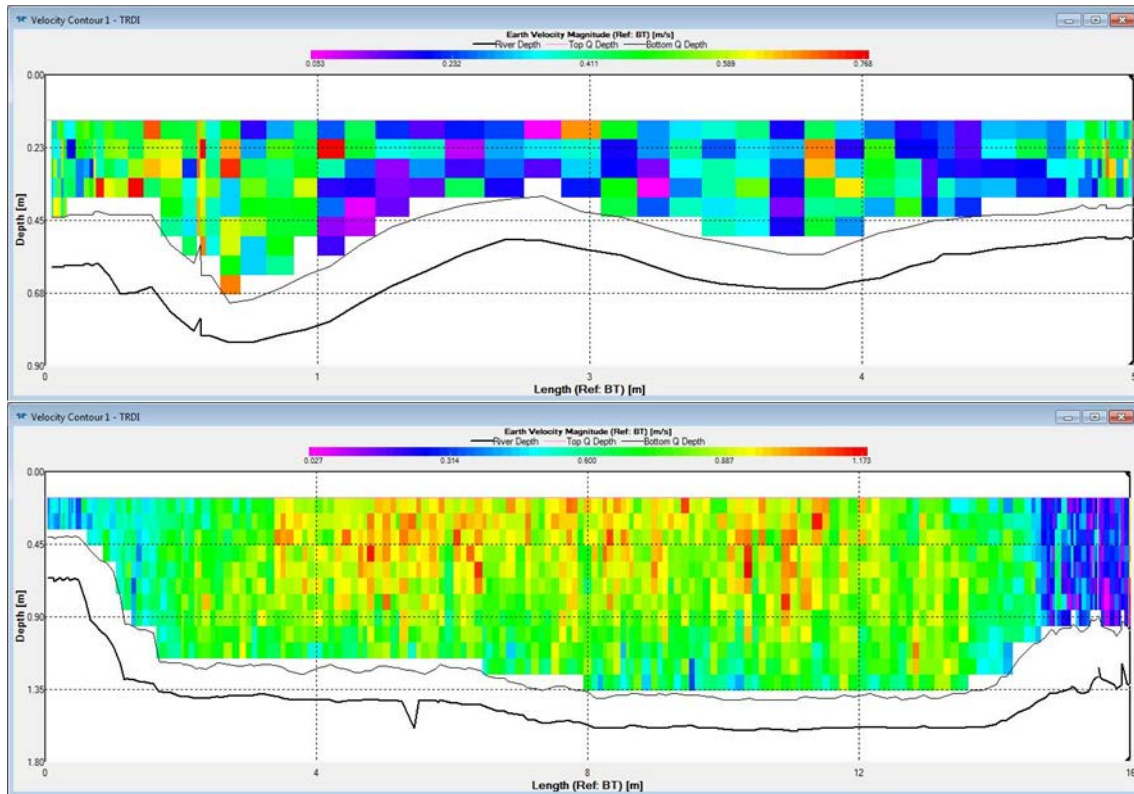 Velocity Contour 1 - TRDI
Earth Velocity Magnitude (Ref: BT) [m/s]
River Depth Top Q Depth Bottom Q Depth
0.053 0.232 0.411 0.589 0.768
0.00
0.23
0.45
0.68
0.90
Depth [m]
0 1 3 4 5
Length (Ref: BT) [m]
Velocity Contour 1 - TRDI
Earth Velocity Magnitude (Ref: BT) [m/s]
River Depth Top Q Depth Bottom Q Depth
0.027 0.314 0.600 0.887 1.173
0.00
0.45
0.90
1.35
1.80
Depth [m]
0 4 8 12 16
Length (Ref: BT) [m]